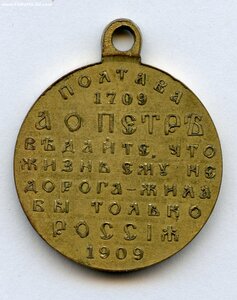 ПОЛТАВА
1709
А О ПЕТРѢ
ВѢДАЙТЕ, ЧТО
ЖИЗНЬ ЕМУ НЕ
ДОРОГА-ЖИЛА
БЫ ТОЛЬКО
РОССІЯ
1909